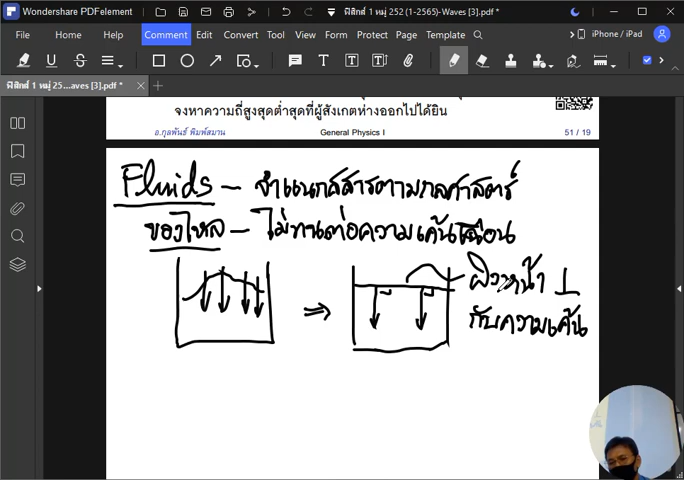 Wondershare PDFelement
ฟิสิกส์ 1 หมู่ 252 (1-2565)-Waves [3].pdf *
File Home Comment Edit Convert View Organize Page Template iPhone / iPad
ฟิสิกส์ 1 หมู่ 25...aves [3].pdf *
จงหาความถี่สูงสุดต่ำสุดที่ผู้สังเกตห่างออกไปได้ยิน
อ.กุลพันธ์ พิมพ์สมาน General Physics I 51 / 19
Fluids – จำแนกสสารตามกลศาสตร์
ของไหล – ไม่ทนต่อความเค้นเฉือน
⇒ ผิวหน้า ⊥
กับความเค้น